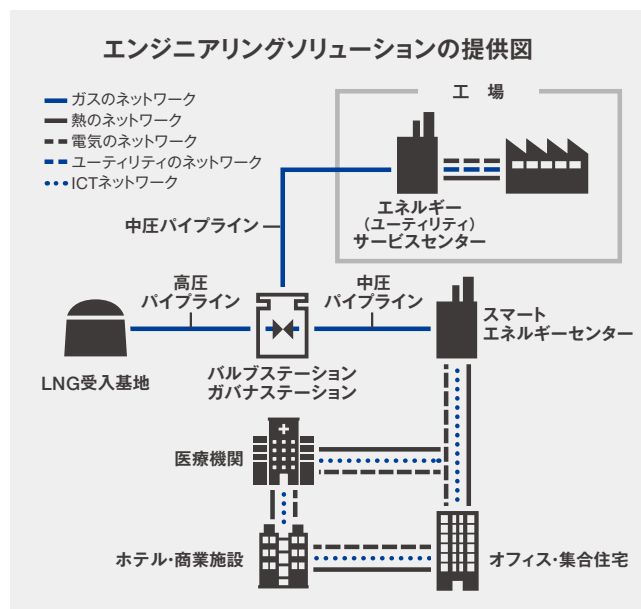 エンジニアリングソリューションの提供図
ガスのネットワーク
熱のネットワーク
電気のネットワーク
ユーティリティのネットワーク
ICTネットワーク
工 場
エネルギー
（ユーティリティ）
サービスセンター
中圧パイプライン
高圧
パイプライン
中圧
パイプライン
スマート
エネルギーセンター
LNG受入基地
バルブステーション
ガバナステーション
医療機関
ホテル・商業施設
オフィス・集合住宅